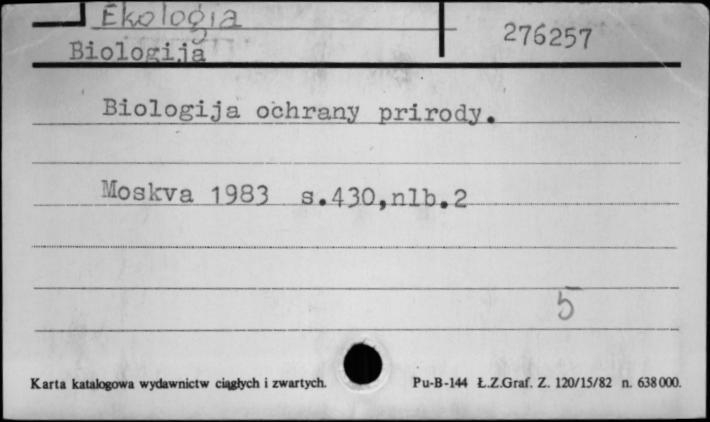 Ekologia
276257
Biologija
Biologija ochrany prirody.
Moskva 1983 s.430,nlb.2
5
Karta katalogowa wydawnictw ciągłych i zwartych. Pu-B-144 Ł.Z.Graf. Z. 120/15/82 n. 638000.